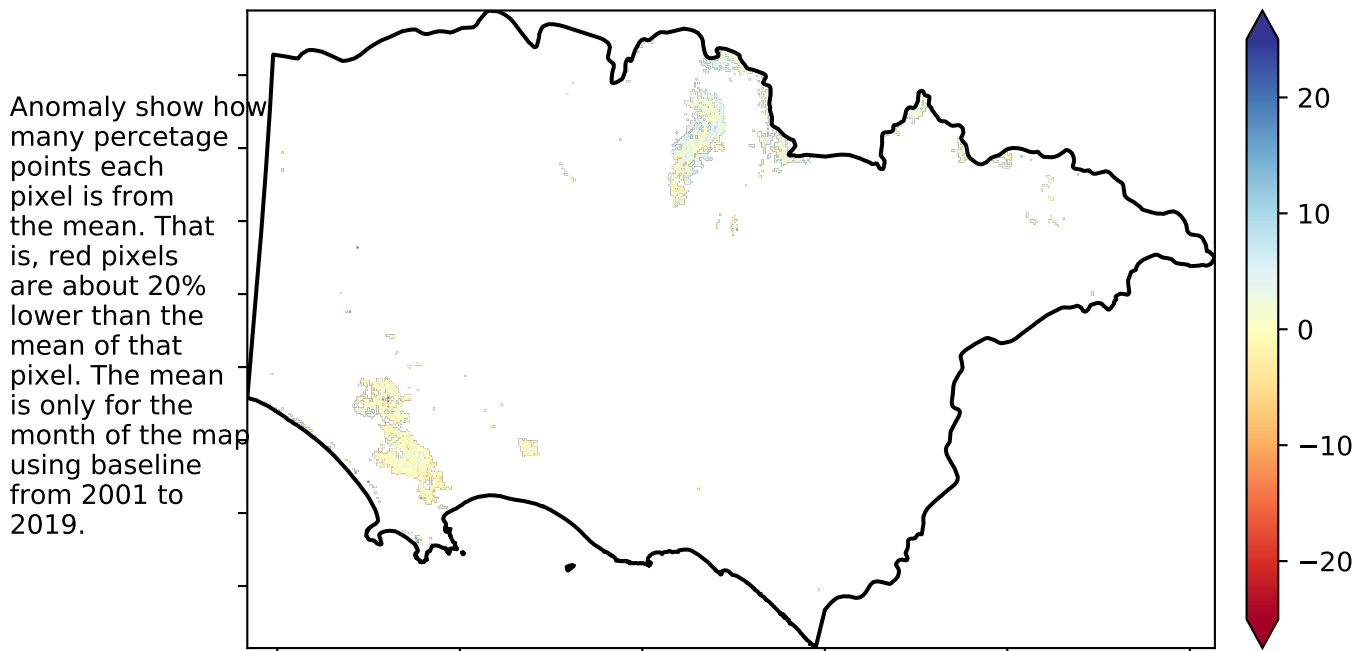 Anomaly show how
many percetage
points each
pixel is from
the mean. That
is, red pixels
are about 20%
lower than the
mean of that
pixel. The mean
is only for the
month of the map
using baseline
from 2001 to
2019.
20
10
0
−10
−20